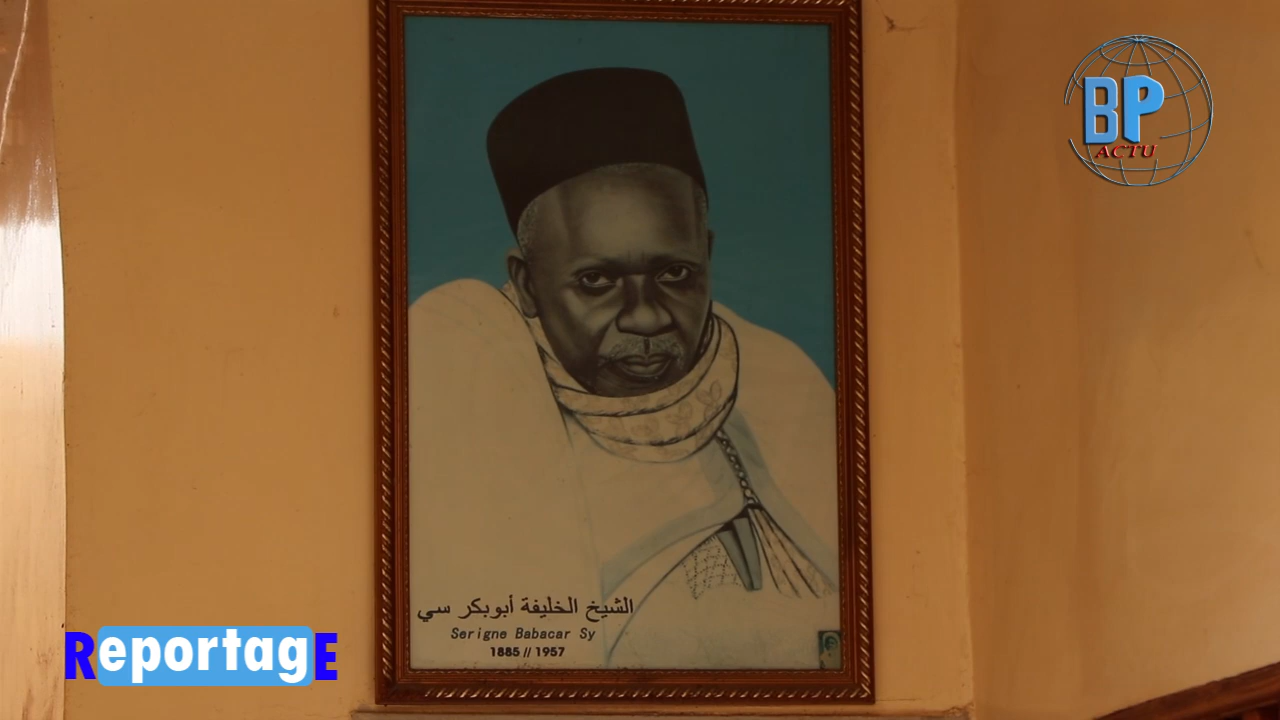 BP
ACTU
الشيخ الخليفة أبوبكر سي
Serigne Babacar Sy
1885 // 1957
ReportagE